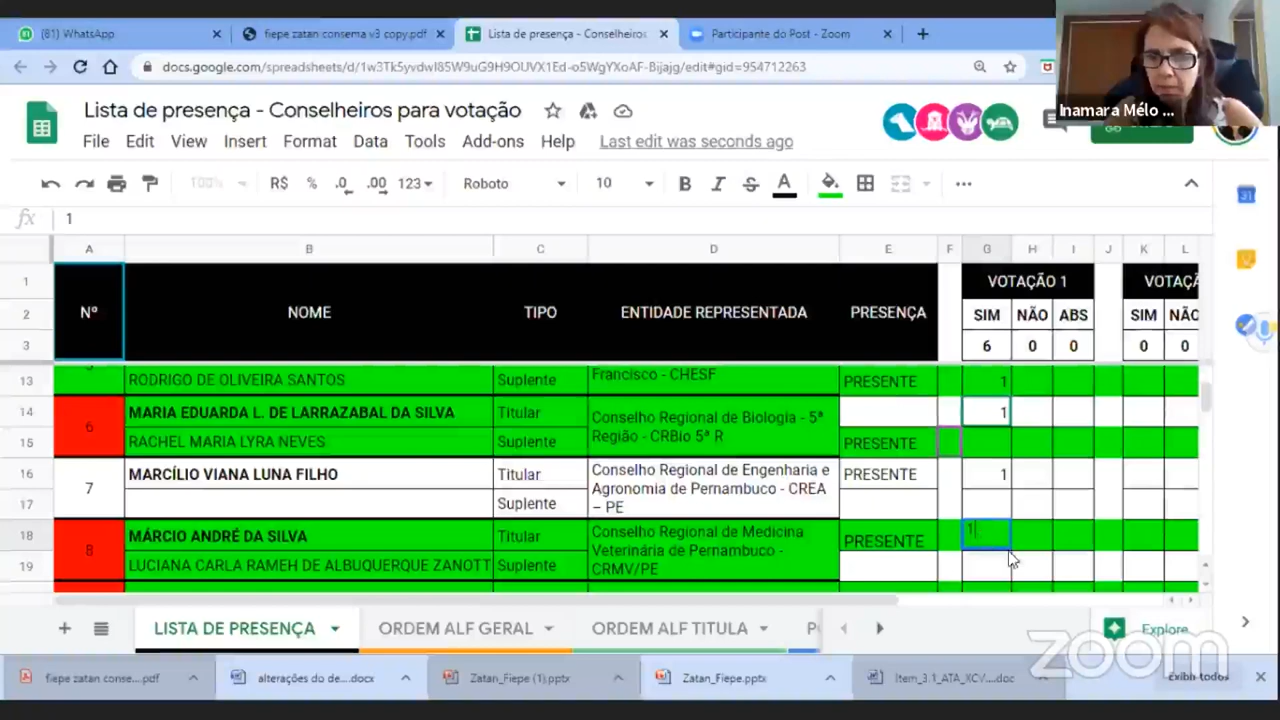 (81) WhatsApp
fiepe zatan consema v3 copy.pdf
Lista de presença - Conselheiros
Participante do Post - Zoom
docs.google.com/spreadsheets/d/1w3Tk5yvdwI85W9uG9H9OUVX1Ed-o5WgYXoAF-Bijajg/edit#gid=954712263
Inamara Mélo ...
Lista de presença - Conselheiros para votação
File Edit View Insert Format Data Tools Add-ons Help Last edit was seconds ago
100% R$ % .0 .00 123 Roboto 10 B I S A
fx 1
A B C D E F G H I J K L
1 2 3
Nº NOME TIPO ENTIDADE REPRESENTADA PRESENÇA
VOTAÇÃO 1 VOTAÇÃ
SIM NÃO ABS SIM NÃO
6 0 0 0 0
13 RODRIGO DE OLIVEIRA SANTOS Suplente Francisco - CHESF PRESENTE 1
14 6 MARIA EDUARDA L. DE LARRAZABAL DA SILVA Titular Conselho Regional de Biologia - 5ª 1
15 RACHEL MARIA LYRA NEVES Suplente Região - CRBio 5ª R PRESENTE
16 7 MARCÍLIO VIANA LUNA FILHO Titular Conselho Regional de Engenharia e PRESENTE 1
Agronomia de Pernambuco - CREA
17 Suplente – PE
18 8 MÁRCIO ANDRÉ DA SILVA Titular Conselho Regional de Medicina PRESENTE 1
Veterinária de Pernambuco -
19 LUCIANA CARLA RAMEH DE ALBUQUERQUE ZANOTT Suplente CRMV/PE
LISTA DE PRESENÇA ORDEM ALF GERAL ORDEM ALF TITULA
Explore
zoom
fiepe zatan conse....pdf
alterações do de....docx
Zatan_Fiepe (1).pptx
Zatan_Fiepe.pptx
Item_3.1_ATA_XCV....doc
Exibir todos